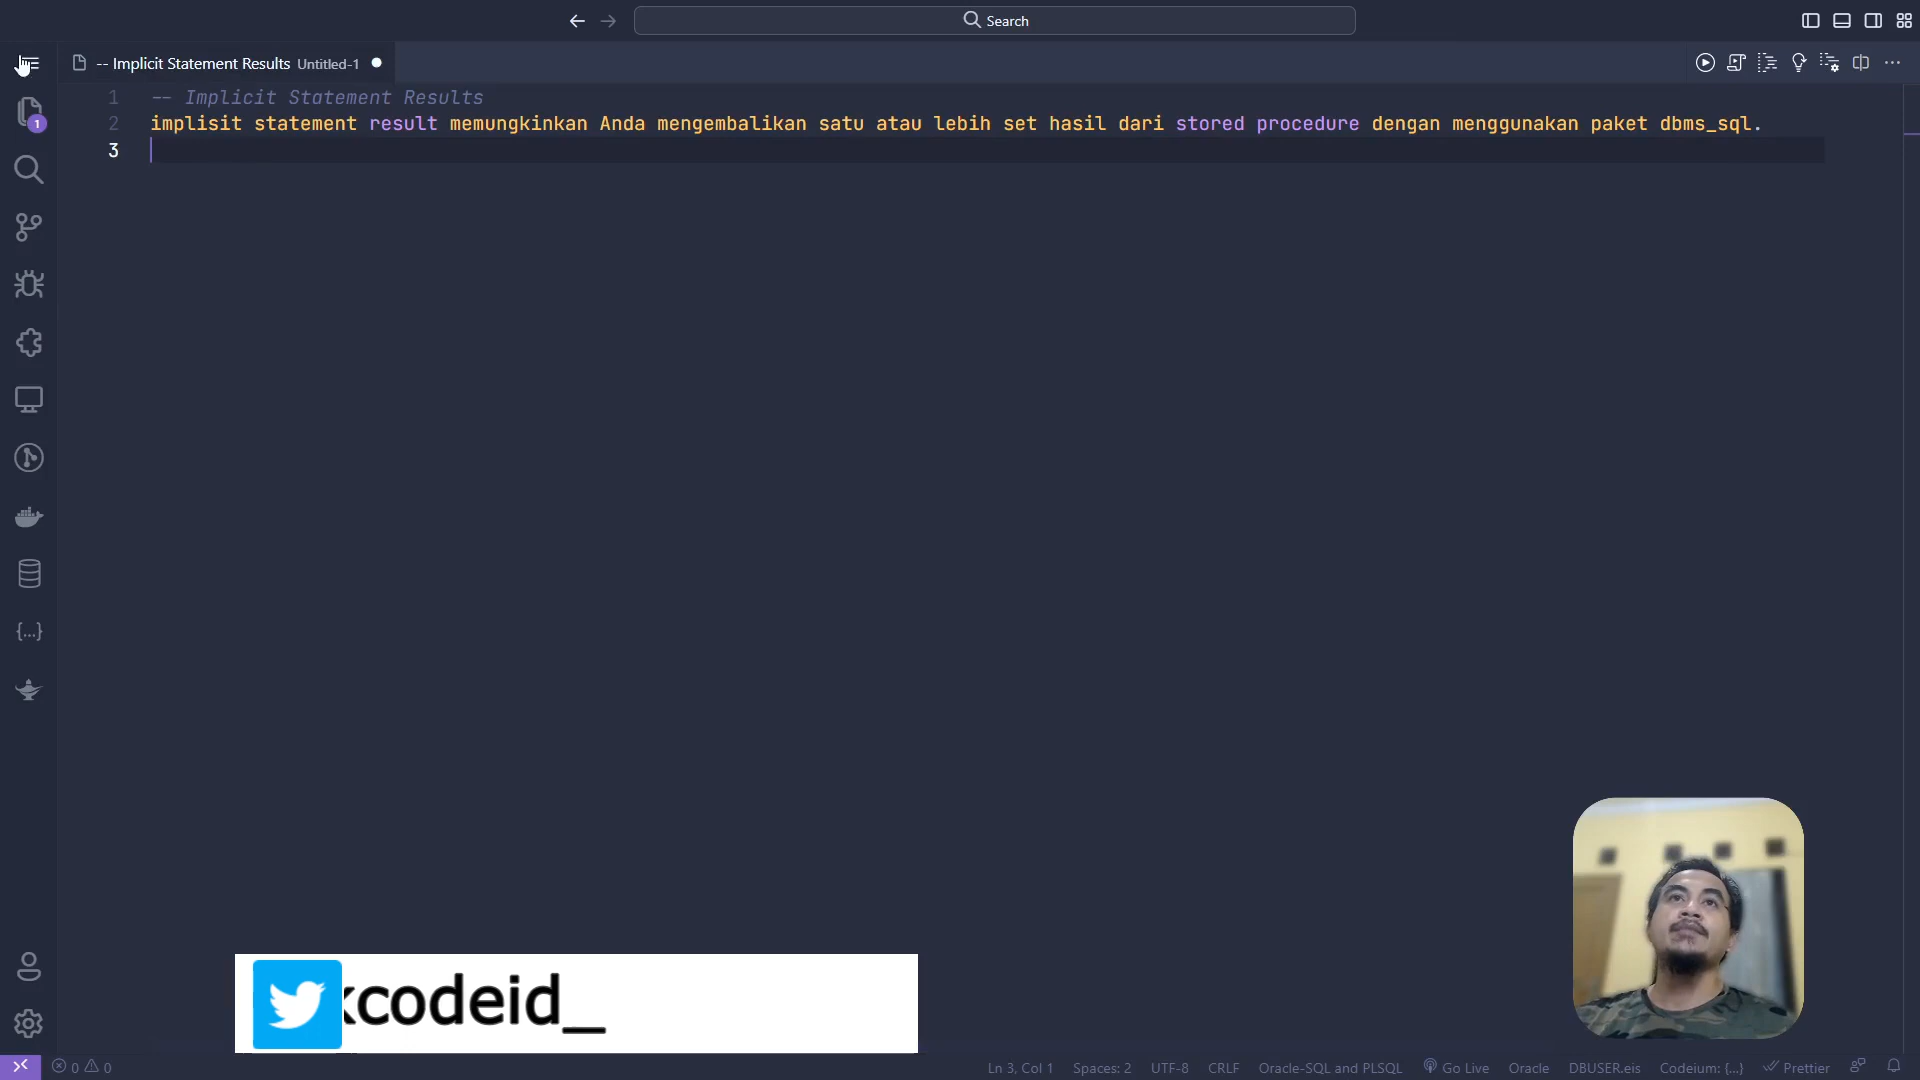 Search
-- Implicit Statement Results Untitled-1
1 -- Implicit Statement Results
2 implisit statement result memungkinkan Anda mengembalikan satu atau lebih set hasil dari stored procedure dengan menggunakan paket dbms_sql.
3
1
{...}
codeid_
0 0
Ln 3, Col 1 Spaces: 2 UTF-8 CRLF Oracle-SQL and PLSQL Go Live Oracle DBUSER.eis Codeium: {...} Prettier